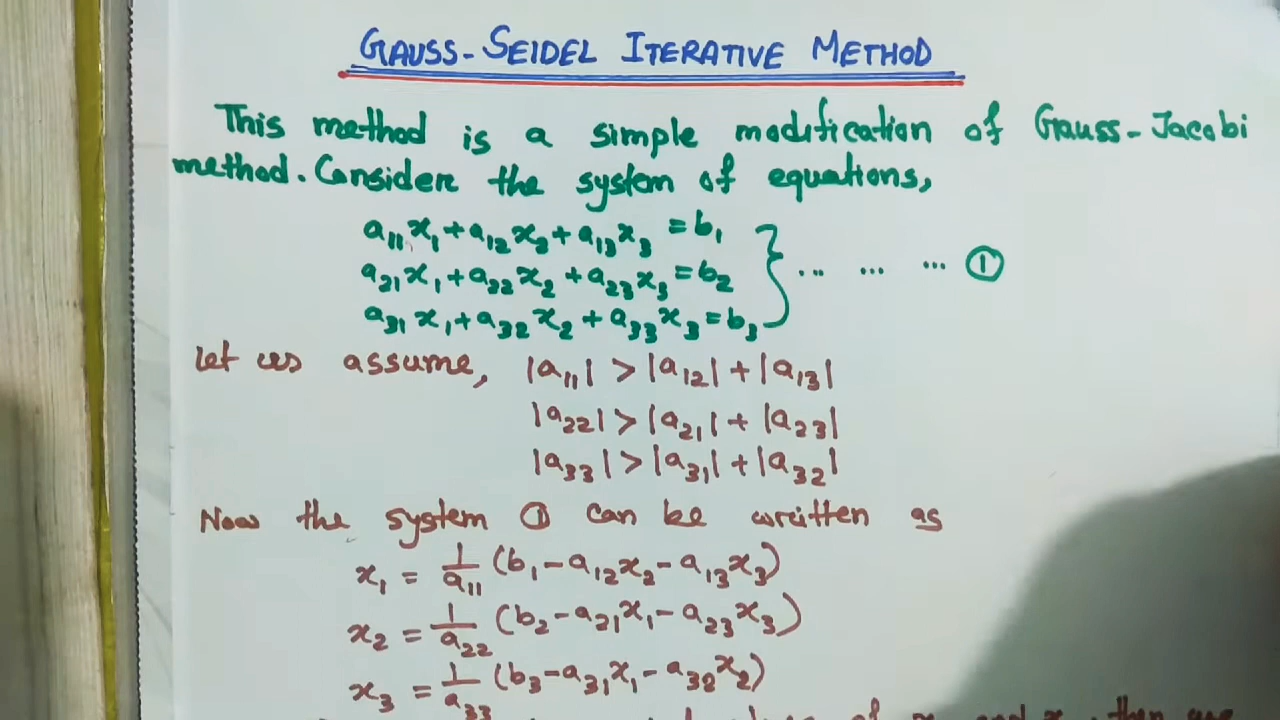 GAUSS-SEIDEL ITERATIVE METHOD
This method is a simple modification of Gauss-Jacobi
method. Consider the system of equations,
a₁₁x₁+a₁₂x₂+a₁₃x₃ = b₁
a₂₁x₁+a₂₂x₂+a₂₃x₃ = b₂ } ... ... ... ①
a₃₁x₁+a₃₂x₂+a₃₃x₃ = b₃
Let us assume, |a₁₁| > |a₁₂| + |a₁₃|
|a₂₂| > |a₂₁| + |a₂₃|
|a₃₃| > |a₃₁| + |a₃₂|
Now the system ① can be written as
x₁ = 1/a₁₁ (b₁-a₁₂x₂-a₁₃x₃)
x₂ = 1/a₂₂ (b₂-a₂₁x₁-a₂₃x₃)
x₃ = 1/a₃₃ (b₃-a₃₁x₁-a₃₂x₂)